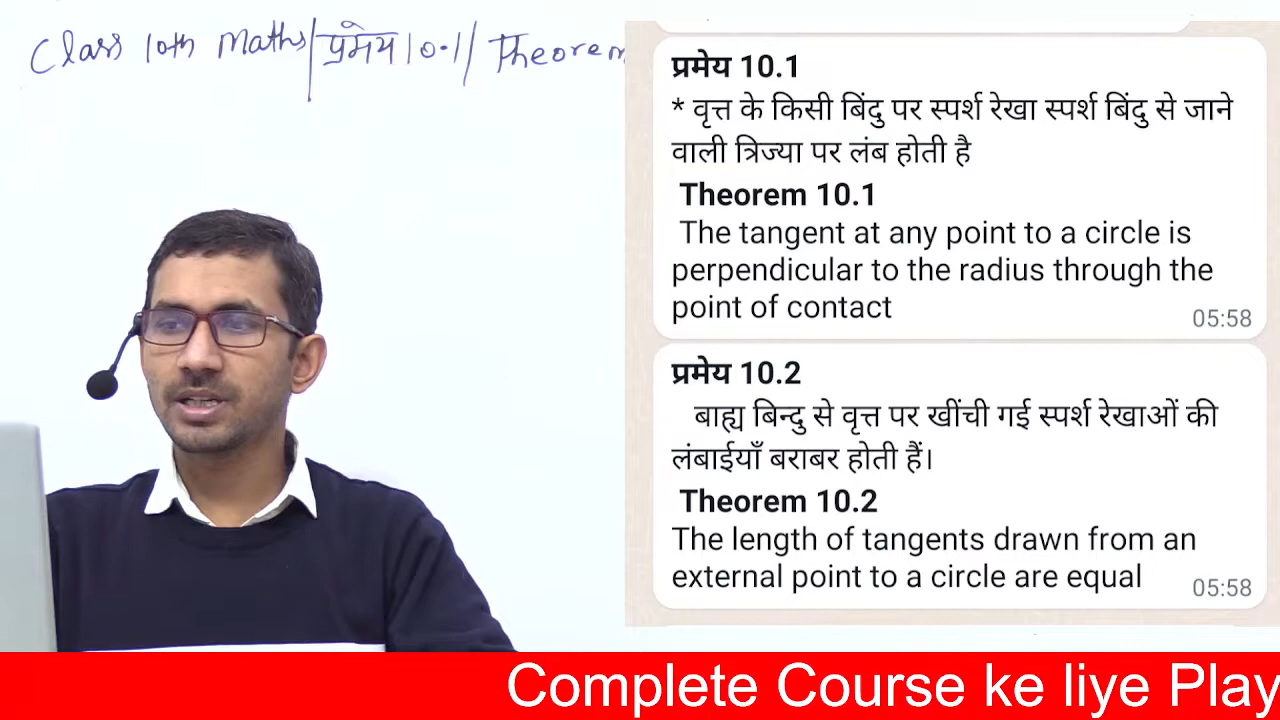 Class 10th Maths/प्रमेय 10.1// Theorem
प्रमेय 10.1
* वृत्त के किसी बिंदु पर स्पर्श रेखा स्पर्श बिंदु से जाने
वाली त्रिज्या पर लंब होती है
Theorem 10.1
The tangent at any point to a circle is
perpendicular to the radius through the
point of contact
05:58
प्रमेय 10.2
बाह्य बिन्दु से वृत्त पर खींची गई स्पर्श रेखाओं की
लंबाईयाँ बराबर होती हैं।
Theorem 10.2
The length of tangents drawn from an
external point to a circle are equal
05:58
Complete Course ke liye Play